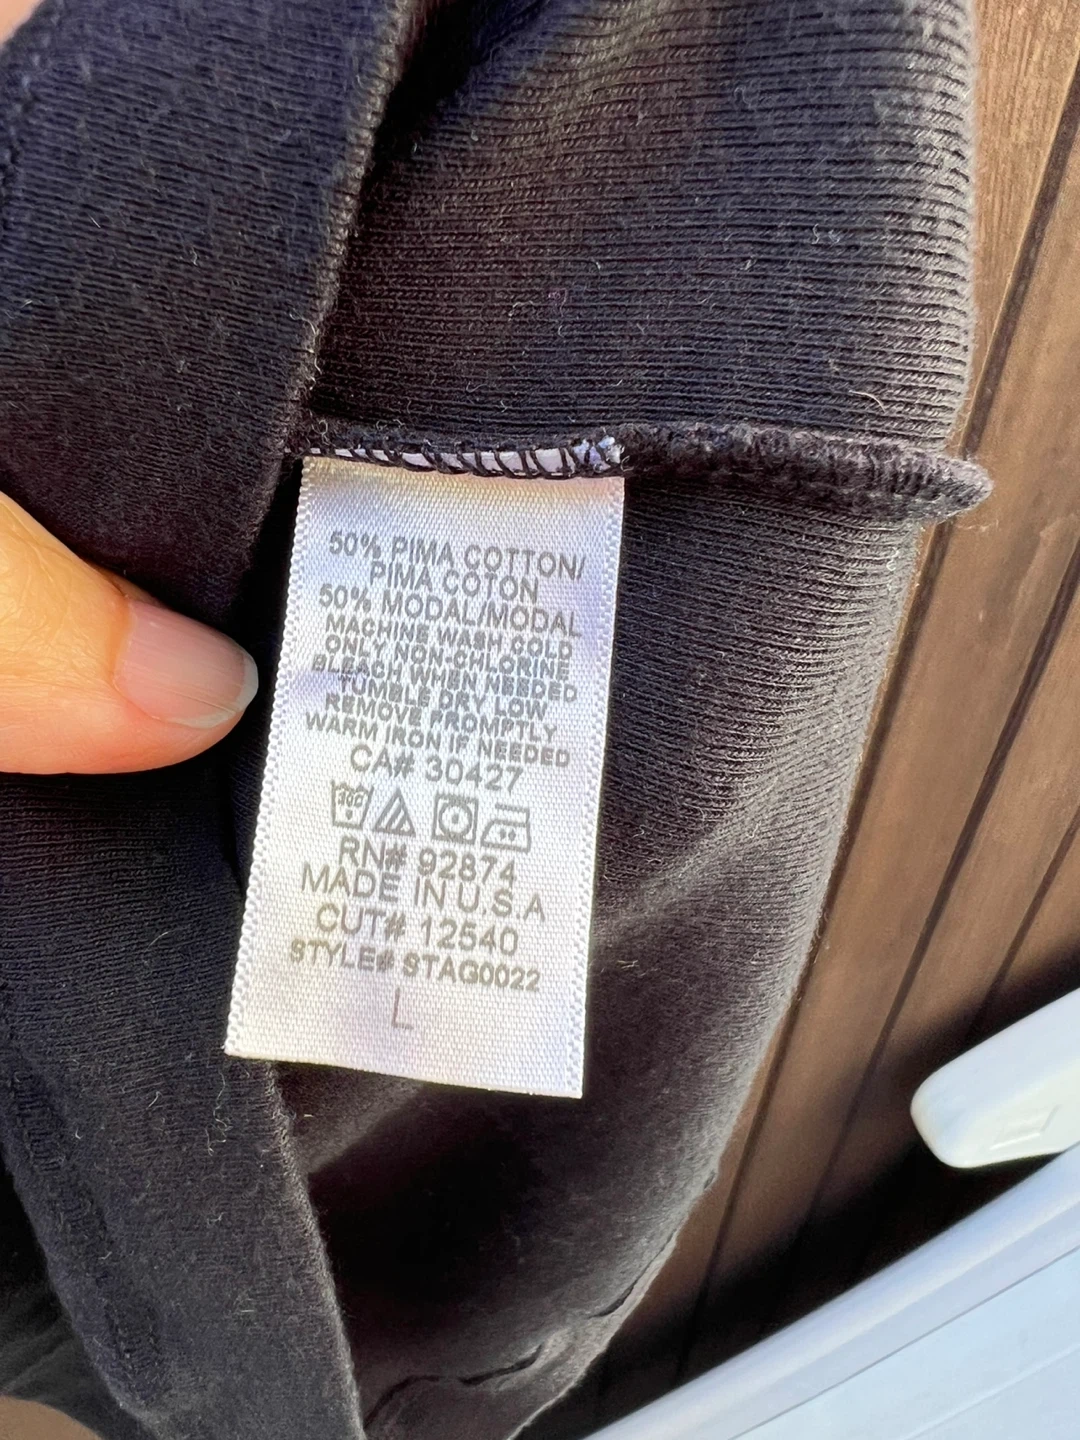 50% PIMA COTTON/
PIMA COTON
50% MODAL/MODAL
MACHINE WASH COLD
ONLY NON-CHLORINE
BLEACH WHEN NEEDED
TUMBLE DRY LOW
REMOVE PROMPTLY
WARM IRON IF NEEDED
CA# 30427
30C
RN# 92874
MADE IN U.S.A
CUT# 12540
STYLE# STAG0022
L